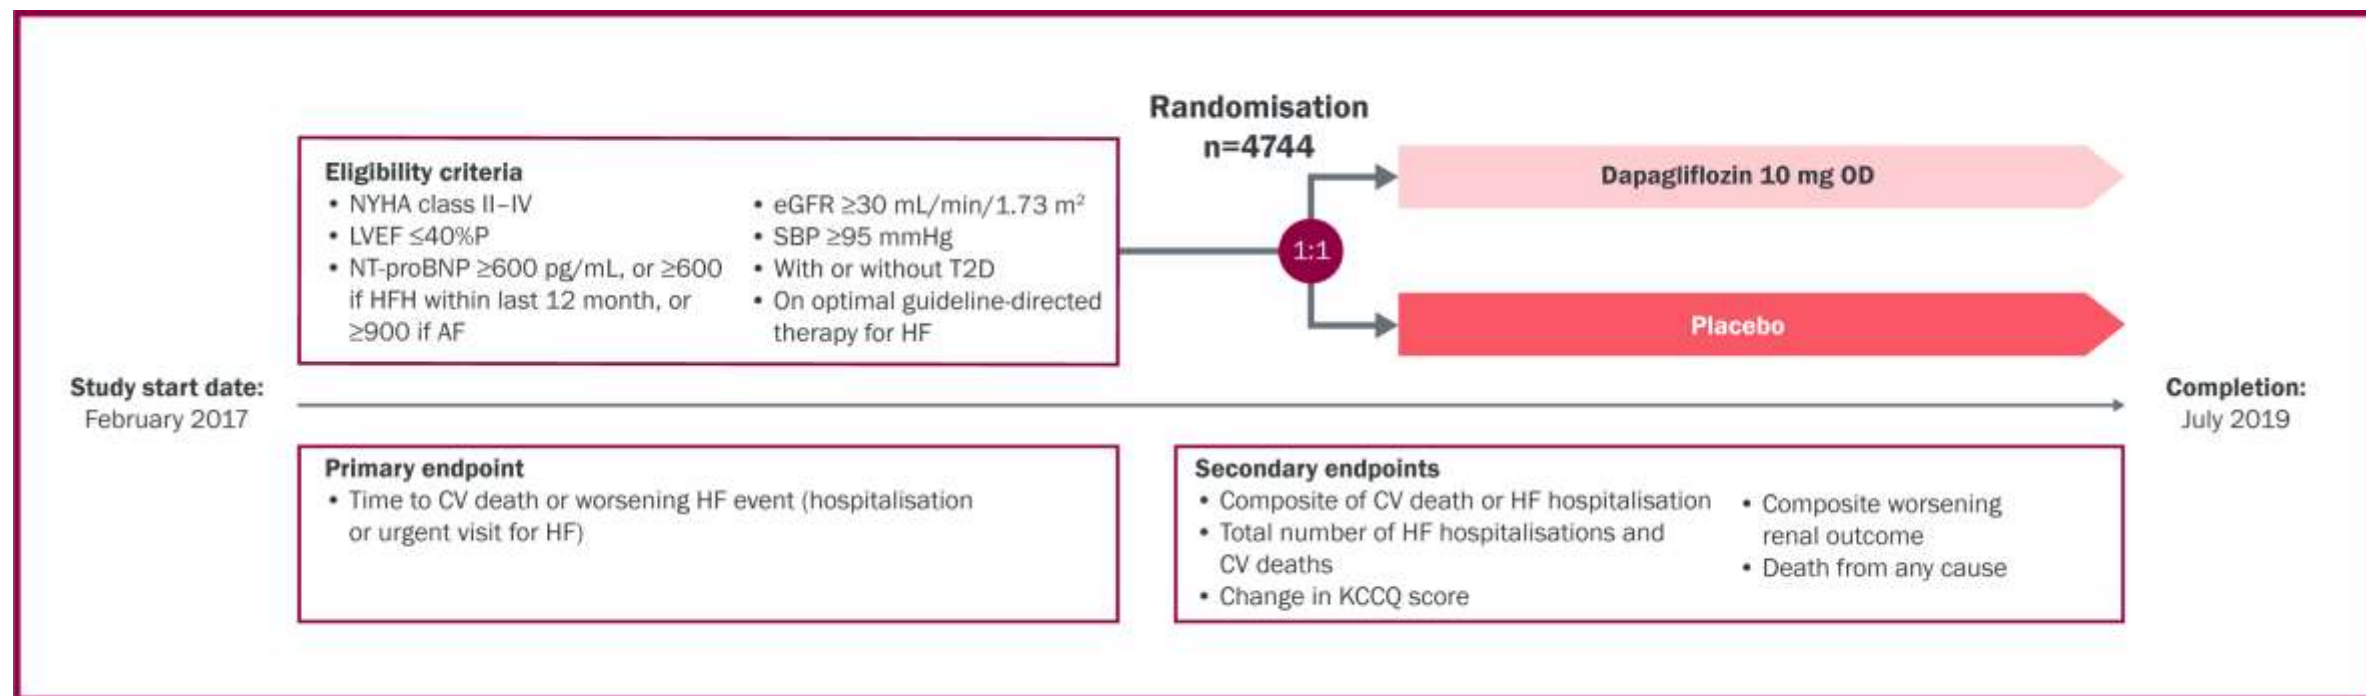 Randomisation
n=4744
Eligibility criteria
• NYHA class II–IV
• LVEF ≤40%P
• NT-proBNP ≥600 pg/mL, or ≥600
if HFH within last 12 month, or
≥900 if AF
• eGFR ≥30 mL/min/1.73 m²
• SBP ≥95 mmHg
• With or without T2D
• On optimal guideline-directed
therapy for HF
1:1
Dapagliflozin 10 mg OD
Placebo
Study start date:
February 2017
Completion:
July 2019
Primary endpoint
• Time to CV death or worsening HF event (hospitalisation
or urgent visit for HF)
Secondary endpoints
• Composite of CV death or HF hospitalisation
• Total number of HF hospitalisations and
CV deaths
• Change in KCCQ score
• Composite worsening
renal outcome
• Death from any cause